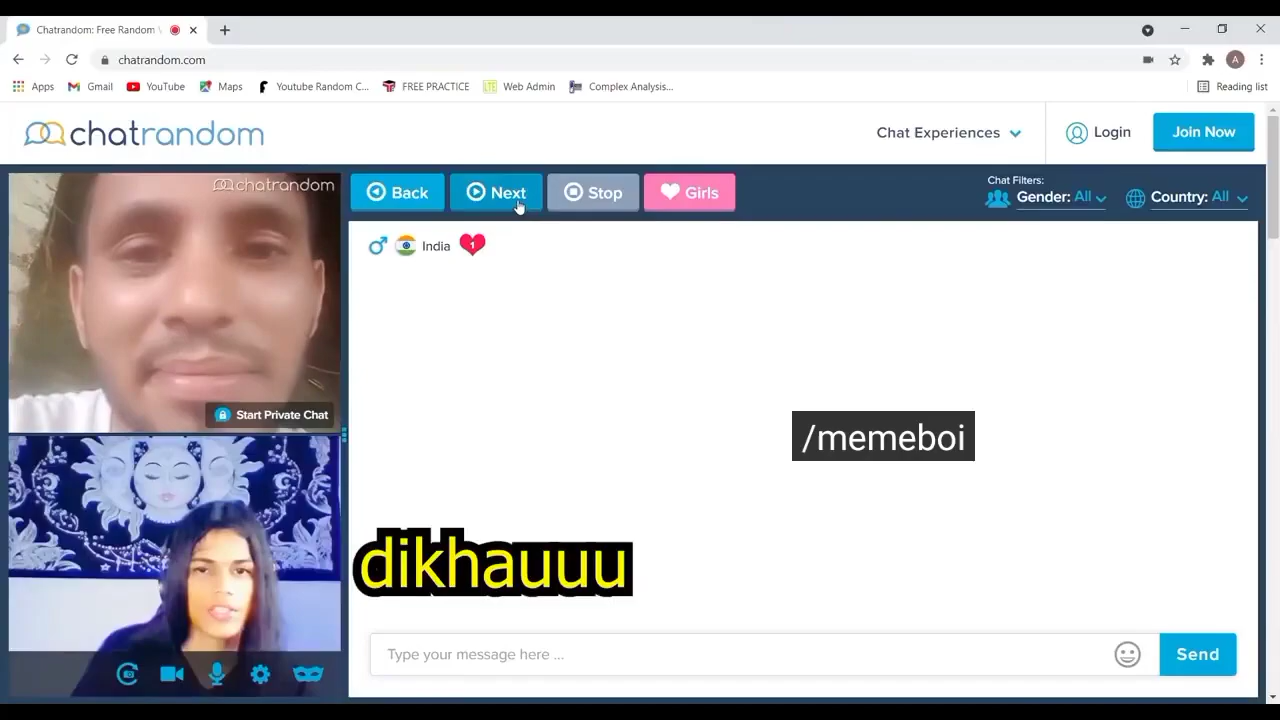 Chatrandom: Free Random
chatrandom.com
Apps
Gmail
YouTube
Maps
Youtube Random C...
FREE PRACTICE
LTE
Web Admin
Complex Analysis...
Reading list
A
chatrandom
Chat Experiences
Login
Join Now
chatrandom
Back
Next
Stop
Girls
Chat Filters:
Gender: All
Country: All
India
1
Start Private Chat
/memeboi
dikhauuu
Type your message here ...
Send